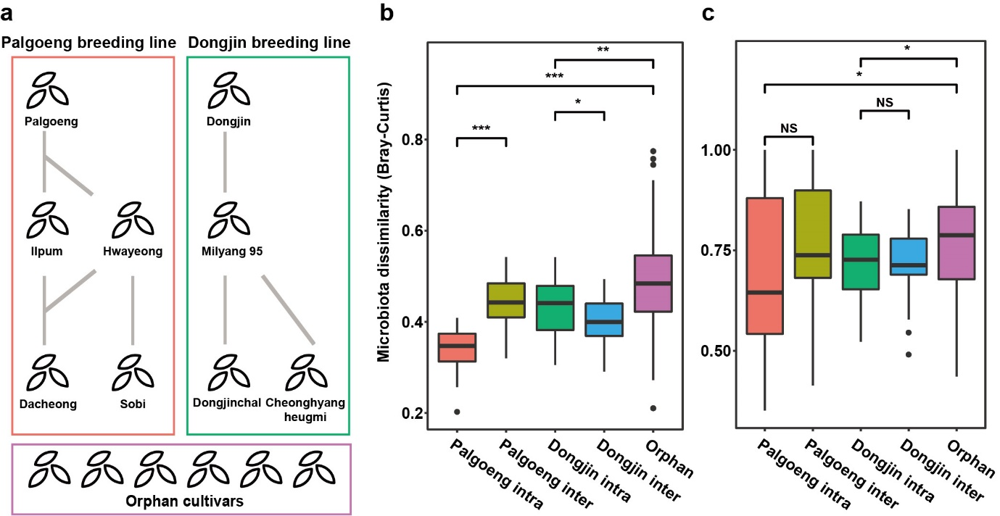 a
Palgoeng breeding line
Dongjin breeding line
Palgoeng
Dongjin
Ilpum
Hwayeong
Milyang 95
Dacheong
Sobi
Dongjinchal
Cheonghyang
heugmi
Orphan cultivars
b
Microbiota dissimilarity (Bray-Curtis)
0.8
0.6
0.4
0.2
**
***
*
***
Palgoeng intra
Palgoeng inter
Dongjin intra
Dongjin inter
Orphan
c
1.00
0.75
0.50
*
*
NS
NS
Palgoeng intra
Palgoeng inter
Dongjin intra
Dongjin inter
Orphan